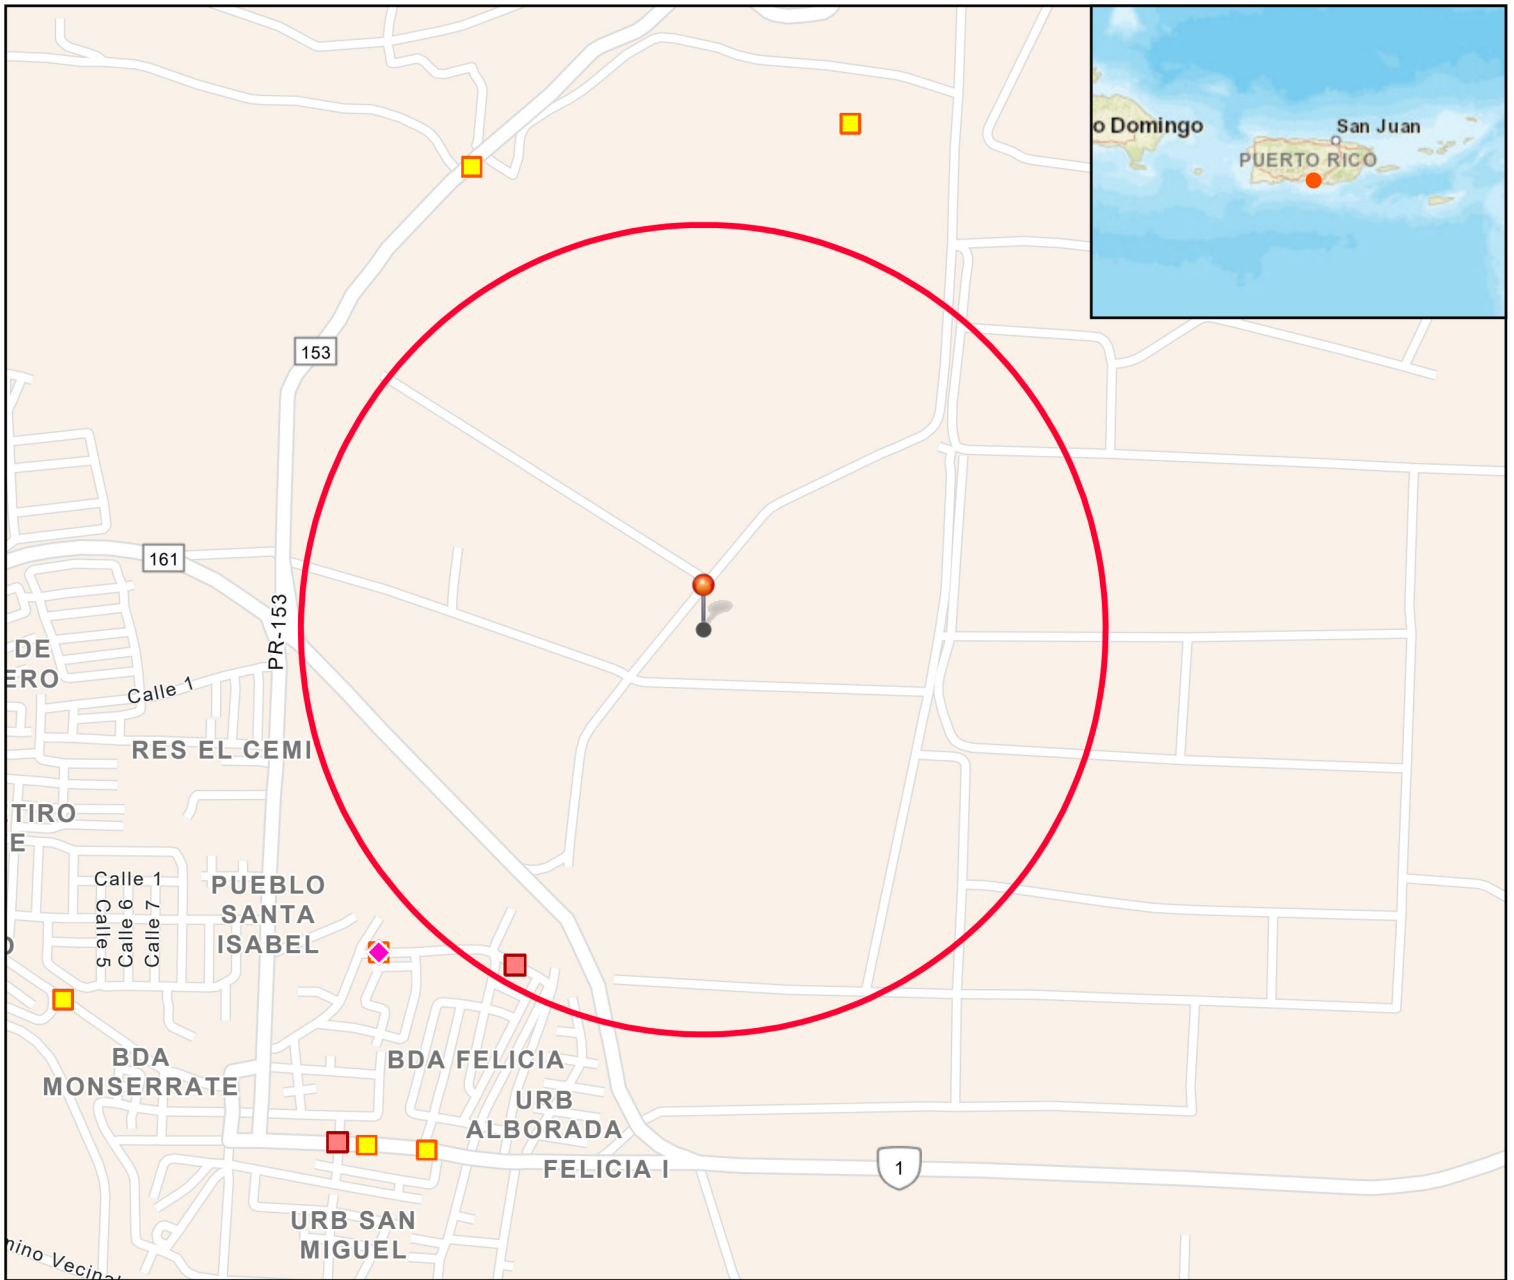 o Domingo
San Juan
PUERTO RICO
153
161
PR-153
DE
ERO
Calle 1
RES EL CEMI
TIRO
E
Calle 1
Calle 5
Calle 9
Calle 7
PUEBLO
SANTA
ISABEL
BDA
MONSERRATE
BDA FELICIA
URB
ALBORADA
FELICIA I
1
URB SAN
MIGUEL
mino Vecinal